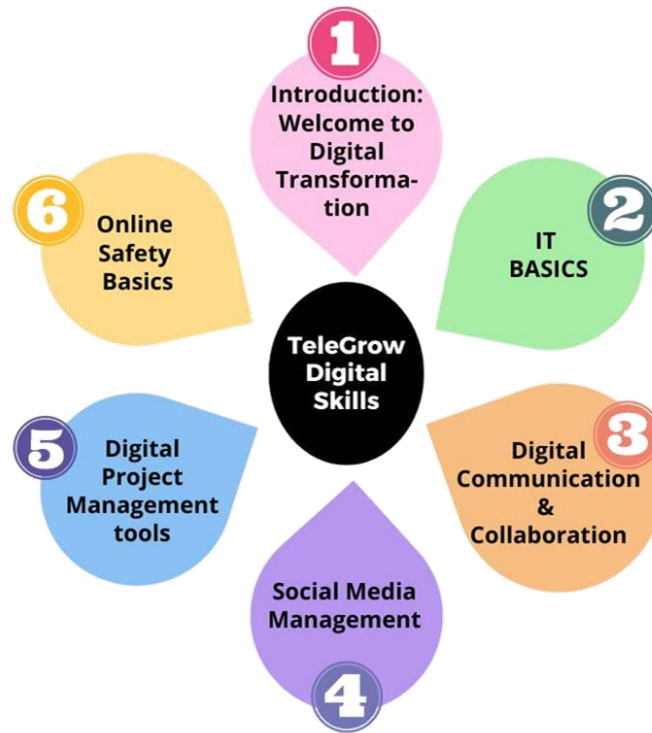 1
Introduction:
Welcome to
Digital
Transforma-
tion
2
IT
BASICS
3
Digital
Communication
&
Collaboration
4
Social Media
Management
5
Digital
Project
Management
tools
6
Online
Safety
Basics
TeleGrow
Digital
Skills